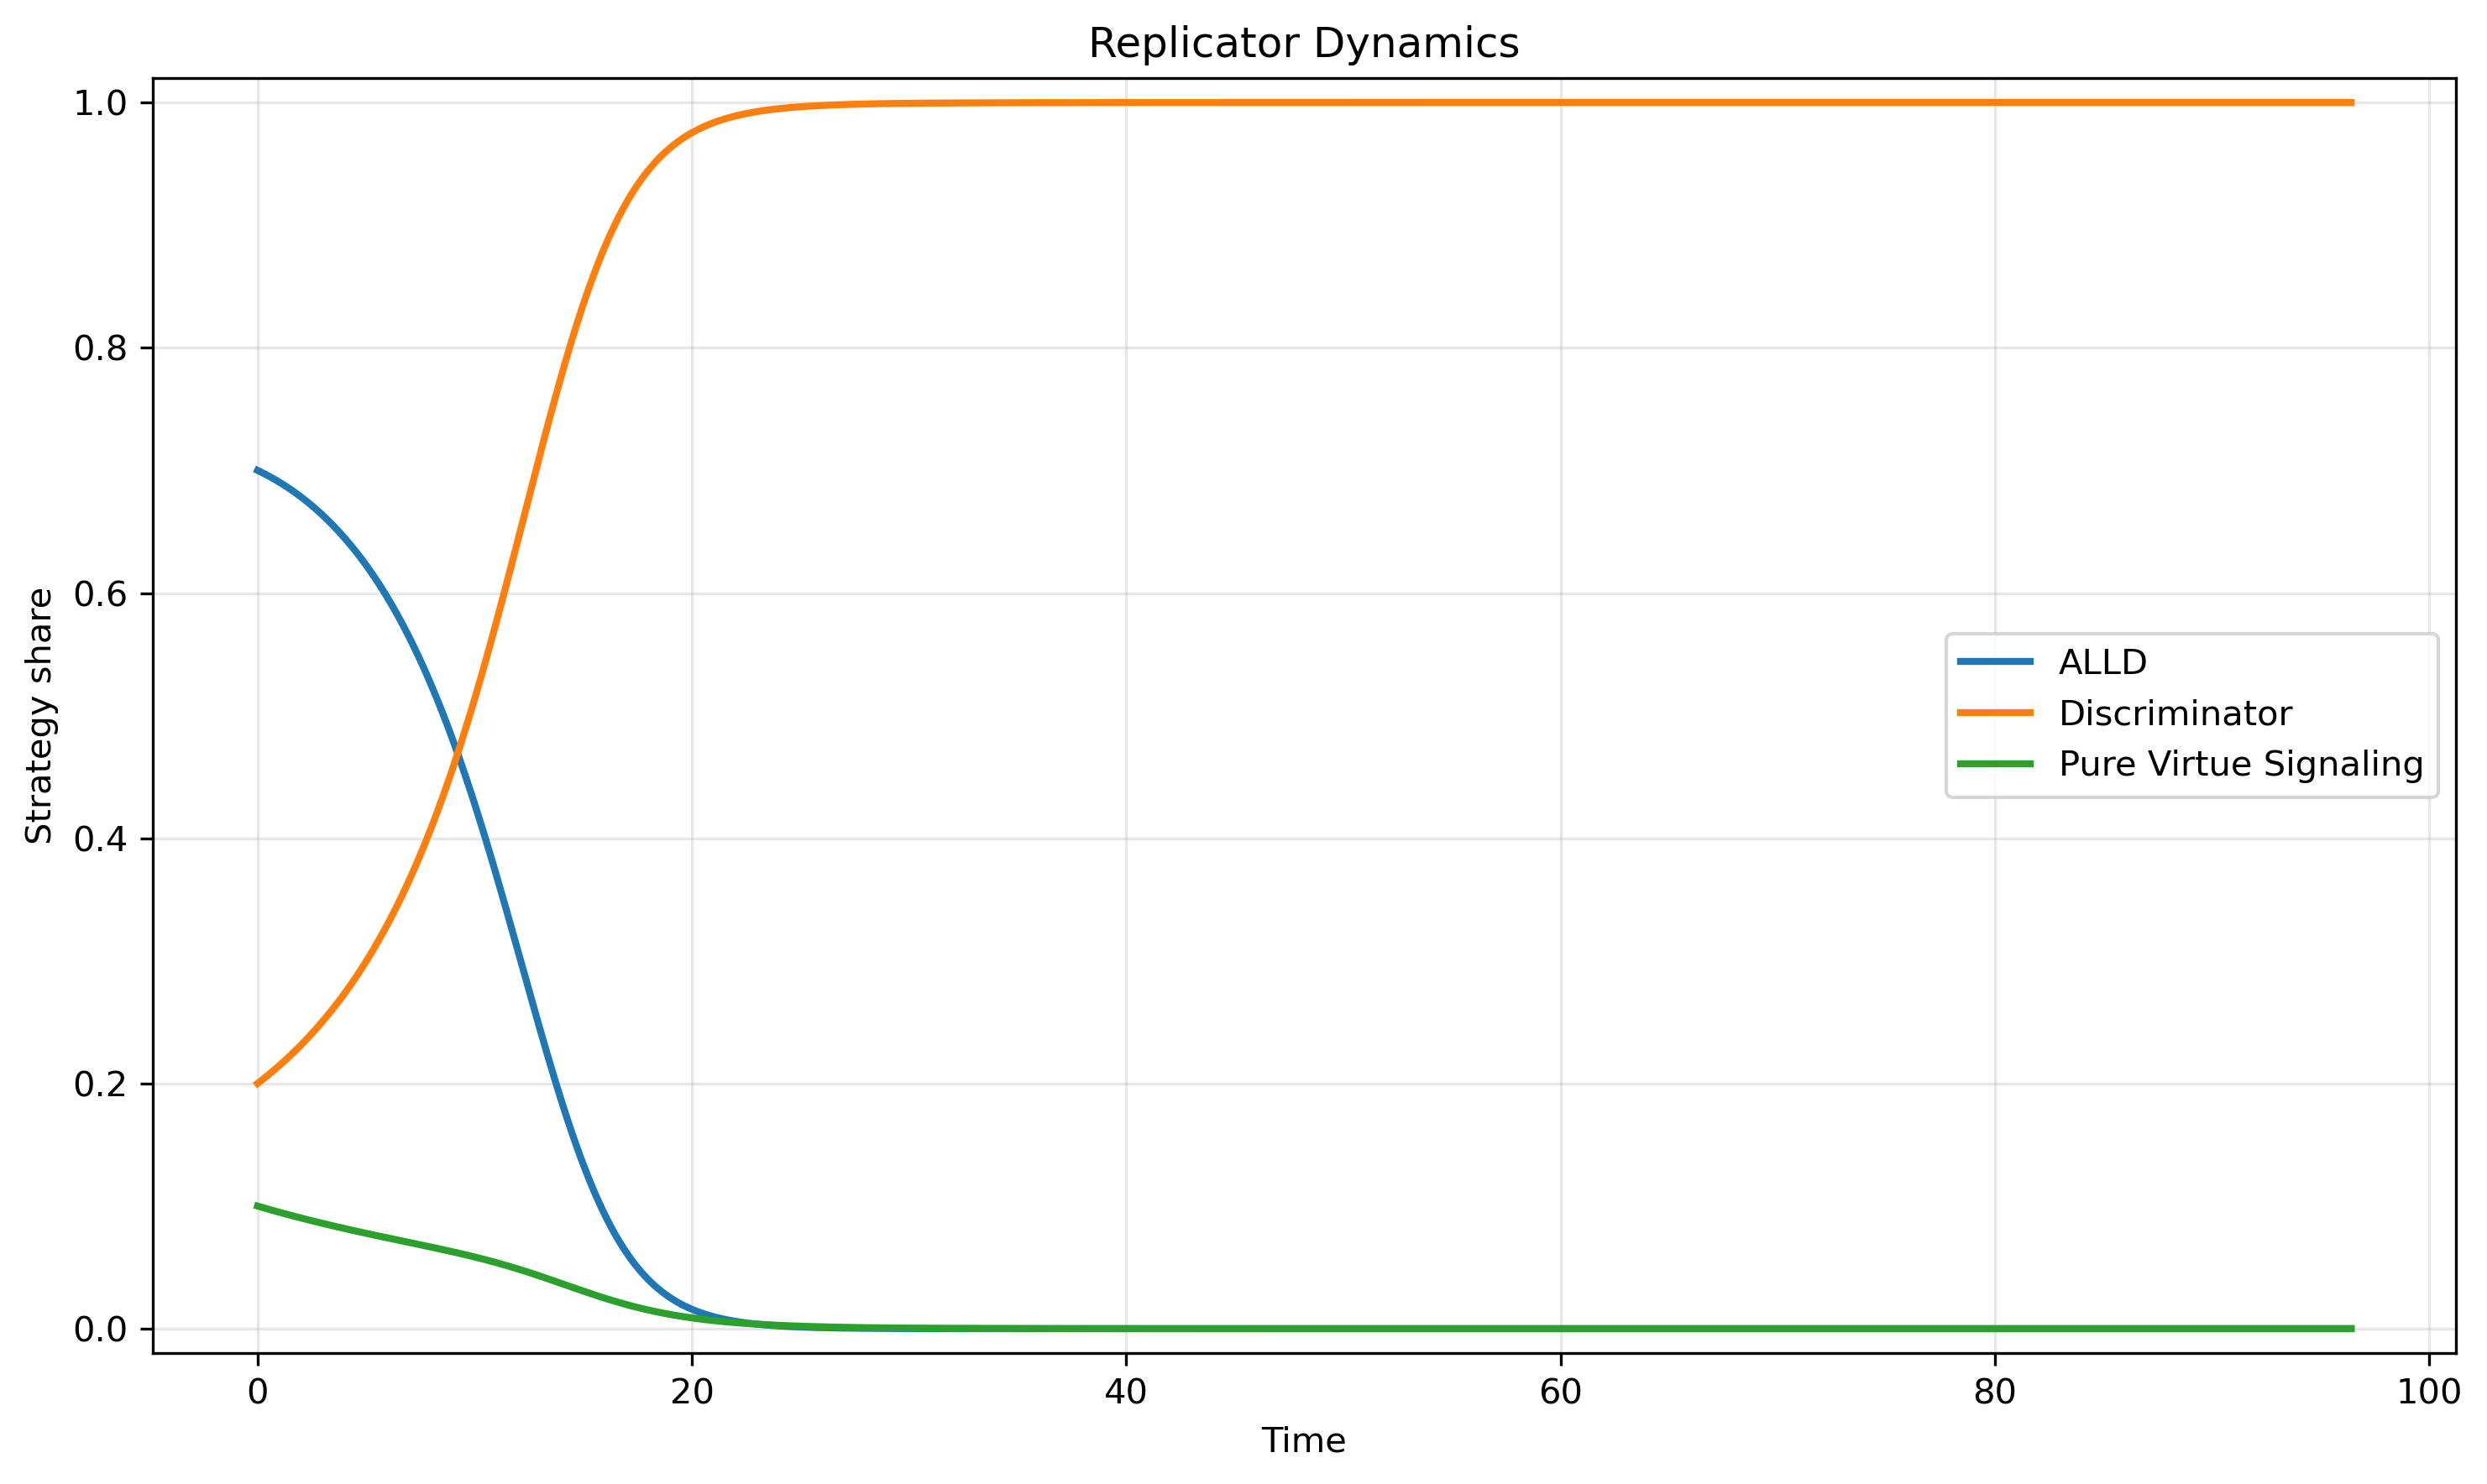 Replicator Dynamics
1.0
0.8
0.6
0.4
0.2
0.0
Strategy share
ALLD
Discriminator
Pure Virtue Signaling
0 20 40 60 80 100
Time